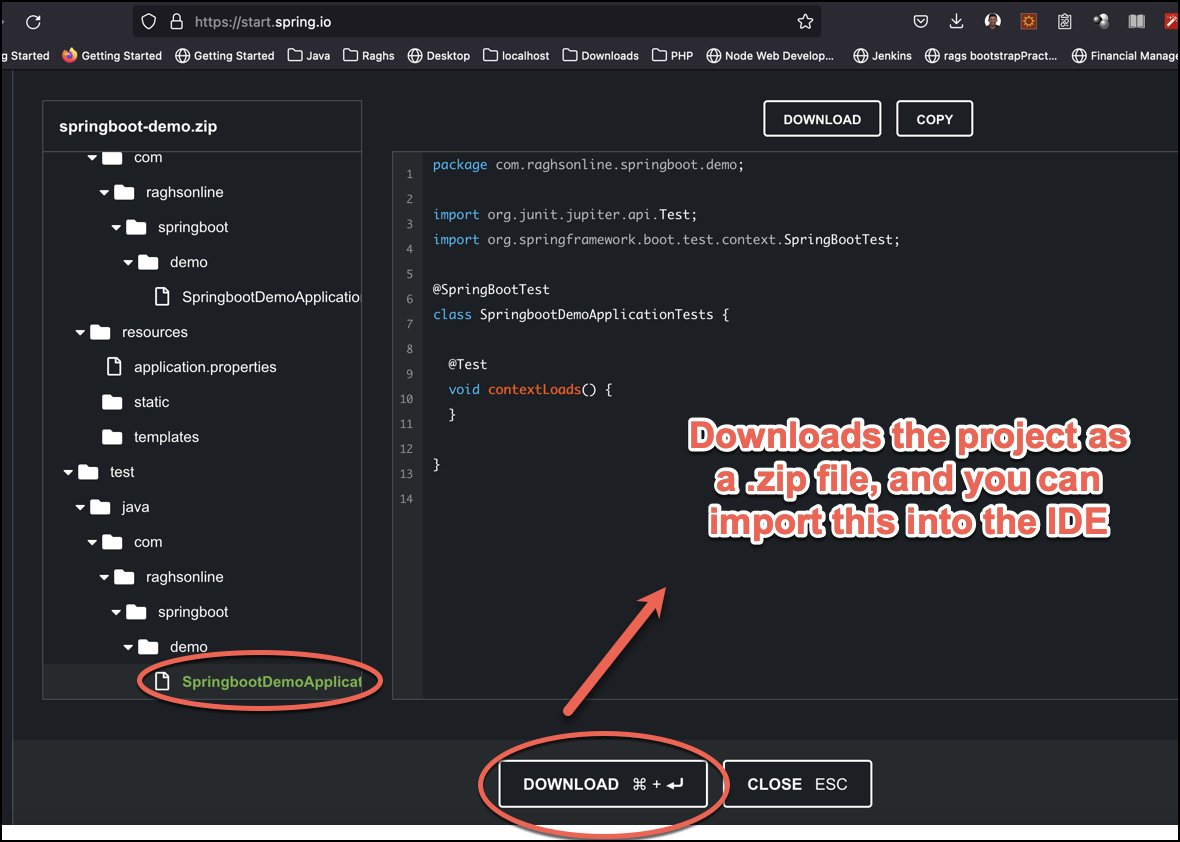 https://start.spring.io
g Started Getting Started Getting Started Java Raghs Desktop localhost Downloads PHP Node Web Develop... Jenkins rags bootstrapPract... Financial Manage
springboot-demo.zip
DOWNLOAD COPY
com
raghsonline
springboot
demo
SpringbootDemoApplicatio
resources
application.properties
static
templates
test
java
com
raghsonline
springboot
demo
SpringbootDemoApplicat
1 package com.raghsonline.springboot.demo;
2
3 import org.junit.jupiter.api.Test;
4 import org.springframework.boot.test.context.SpringBootTest;
5
6 @SpringBootTest
7 class SpringbootDemoApplicationTests {
8
9 @Test
10 void contextLoads() {
11 }
12
13 }
14
Downloads the project as
a .zip file, and you can
import this into the IDE
DOWNLOAD ⌘ + ↵
CLOSE ESC